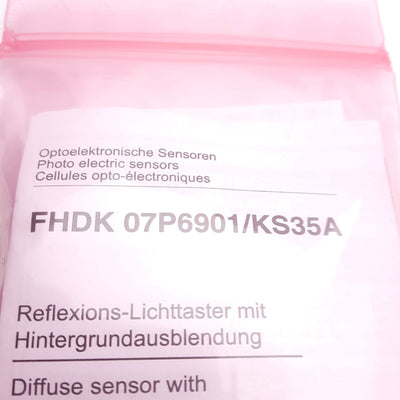 Optoelektronische Sensoren
Photo electric sensors
Cellules opto-électroniques
FHDK 07P6901/KS35A
Reflexions-Lichttaster mit
Hintergrundausblendung
Diffuse sensor with